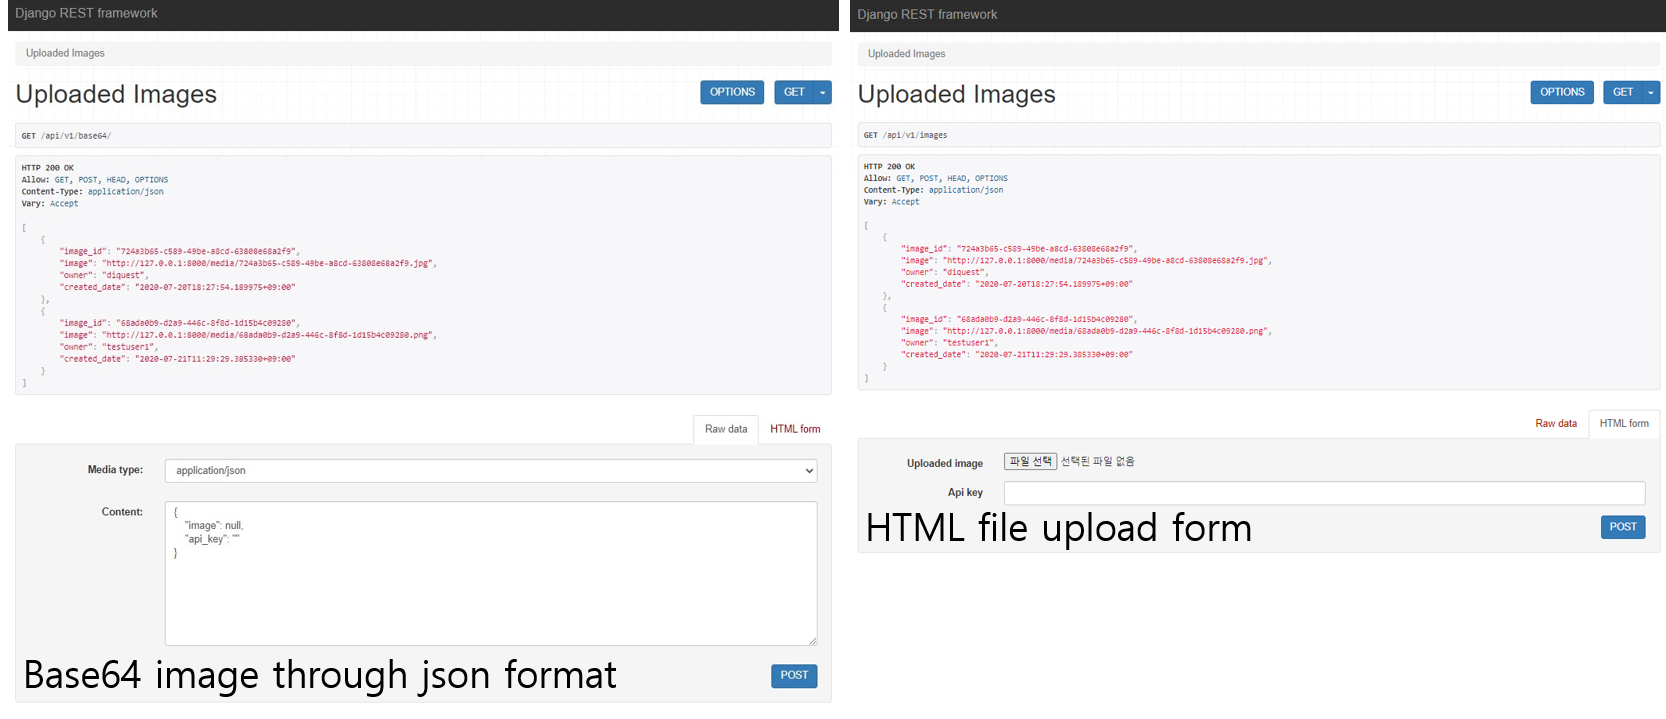 Django REST framework
Uploaded Images
Uploaded Images
OPTIONS
GET
GET /api/v1/base64/
HTTP 200 OK
Allow: GET, POST, HEAD, OPTIONS
Content-Type: application/json
Vary: Accept
[
{
"image_id": "724a3b65-c589-49be-a8cd-63808e68a2f9",
"image": "http://127.0.0.1:8000/media/724a3b65-c589-49be-a8cd-63808e68a2f9.jpg",
"owner": "diquest",
"created_date": "2020-07-20T18:27:54.189975+09:00"
},
{
"image_id": "68ada0b9-d2a9-446c-8f8d-1d15b4c09280",
"image": "http://127.0.0.1:8000/media/68ada0b9-d2a9-446c-8f8d-1d15b4c09280.png",
"owner": "testuser1",
"created_date": "2020-07-21T11:29:29.385330+09:00"
}
]
Raw data
HTML form
Media type:
application/json
Content:
{
"image": null,
"api_key": ""
}
Base64 image through json format
POST
Django REST framework
Uploaded Images
Uploaded Images
OPTIONS
GET
GET /api/v1/images
HTTP 200 OK
Allow: GET, POST, HEAD, OPTIONS
Content-Type: application/json
Vary: Accept
[
{
"image_id": "724a3b65-c589-49be-a8cd-63808e68a2f9",
"image": "http://127.0.0.1:8000/media/724a3b65-c589-49be-a8cd-63808e68a2f9.jpg",
"owner": "diquest",
"created_date": "2020-07-20T18:27:54.189975+09:00"
},
{
"image_id": "68ada0b9-d2a9-446c-8f8d-1d15b4c09280",
"image": "http://127.0.0.1:8000/media/68ada0b9-d2a9-446c-8f8d-1d15b4c09280.png",
"owner": "testuser1",
"created_date": "2020-07-21T11:29:29.385330+09:00"
}
]
Raw data
HTML form
Uploaded image
파일 선택 선택된 파일 없음
Api key
HTML file upload form
POST